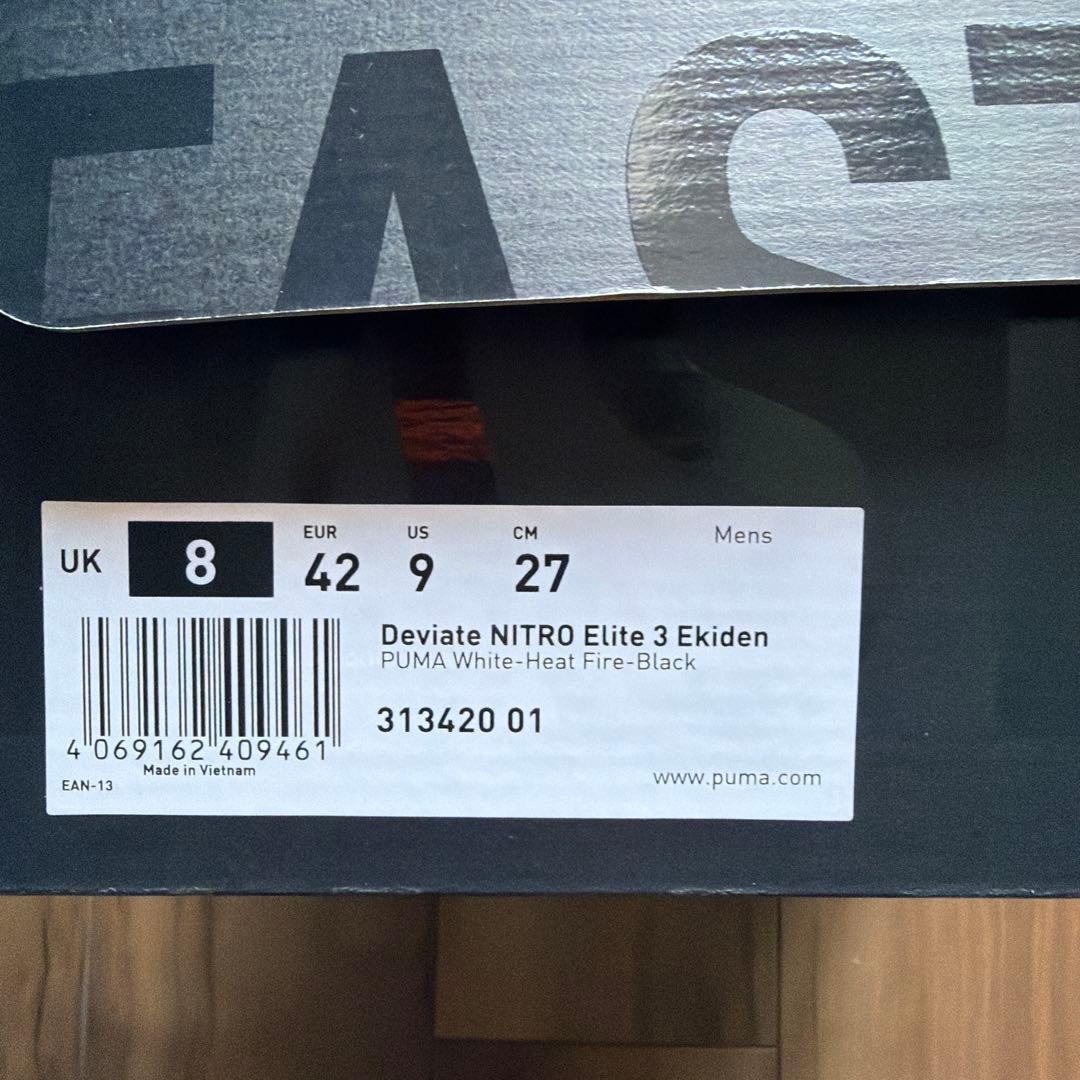 FAST
UK 8 EUR 42 US 9 CM 27 Mens
Deviate NITRO Elite 3 Ekiden
PUMA White-Heat Fire-Black
313420 01
4 069162 409461
Made in Vietnam
EAN-13
www.puma.com